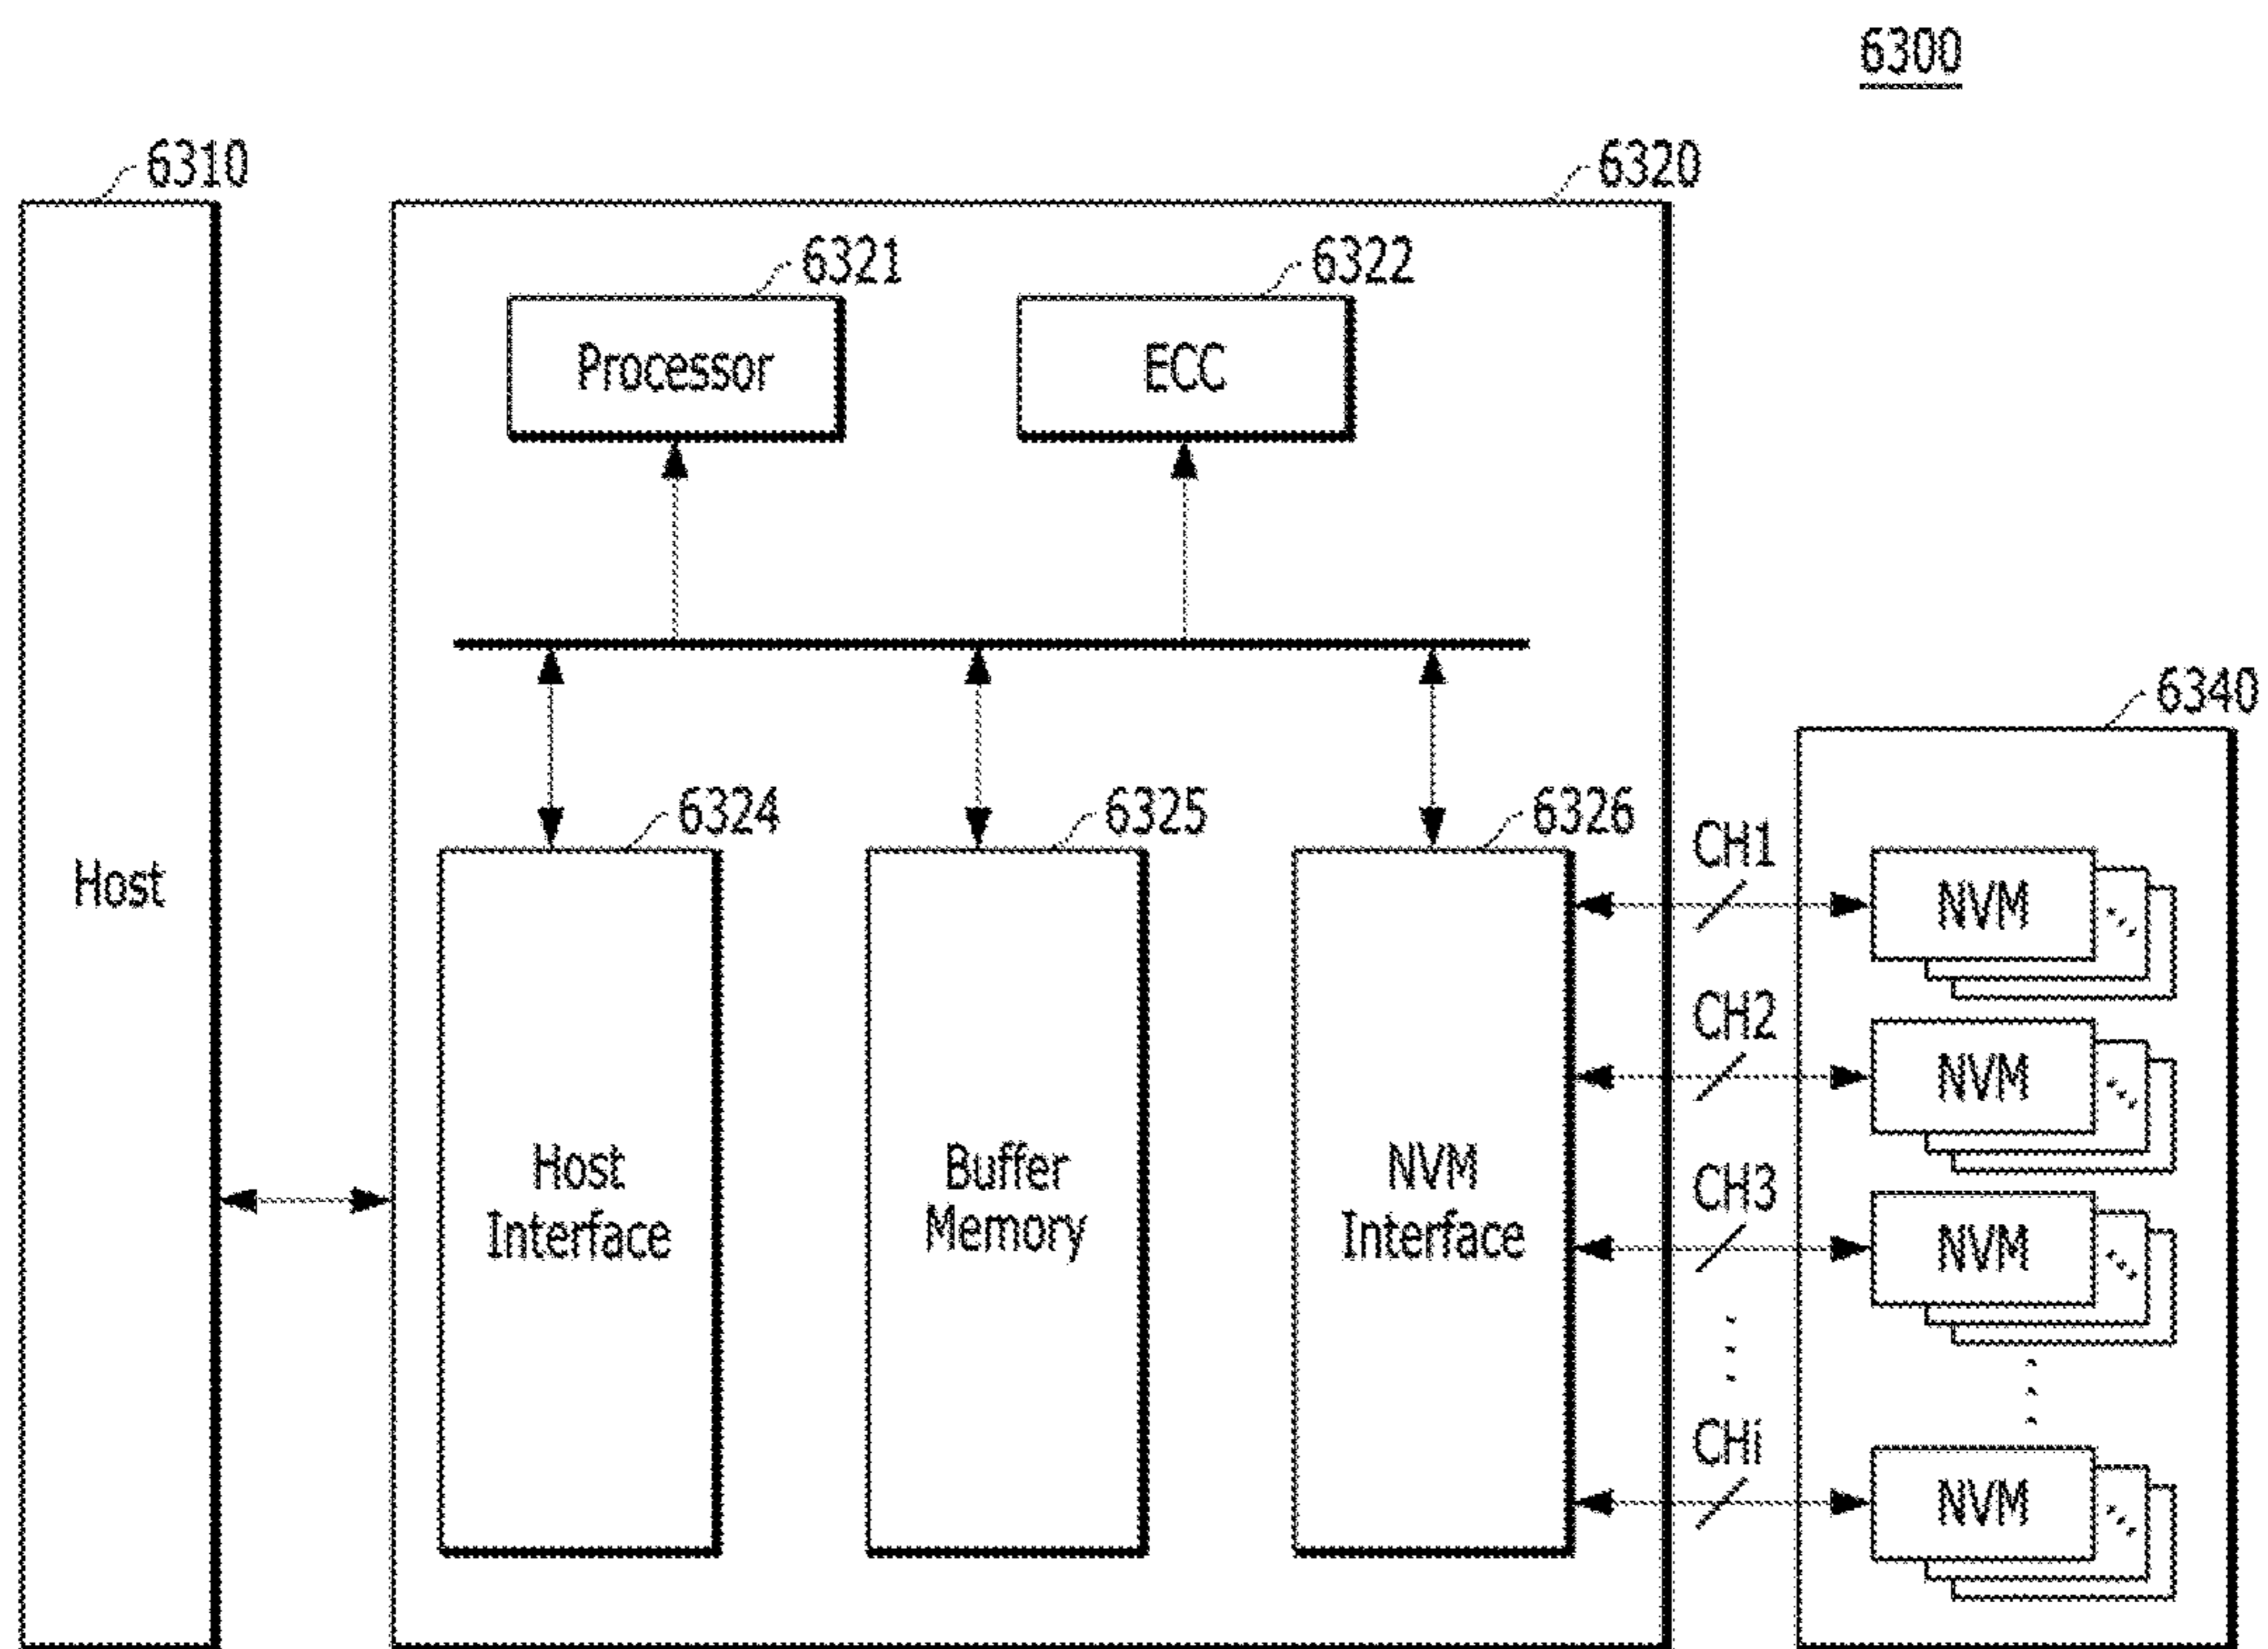 6300
6310
6320
6321
6322
Processor
ECC
6340
6324
6325
6326
CH1
Host
NVM
CH2
NVM
Host
Interface
Buffer
Memory
NVM
Interface
CH3
NVM
CHi
NVM